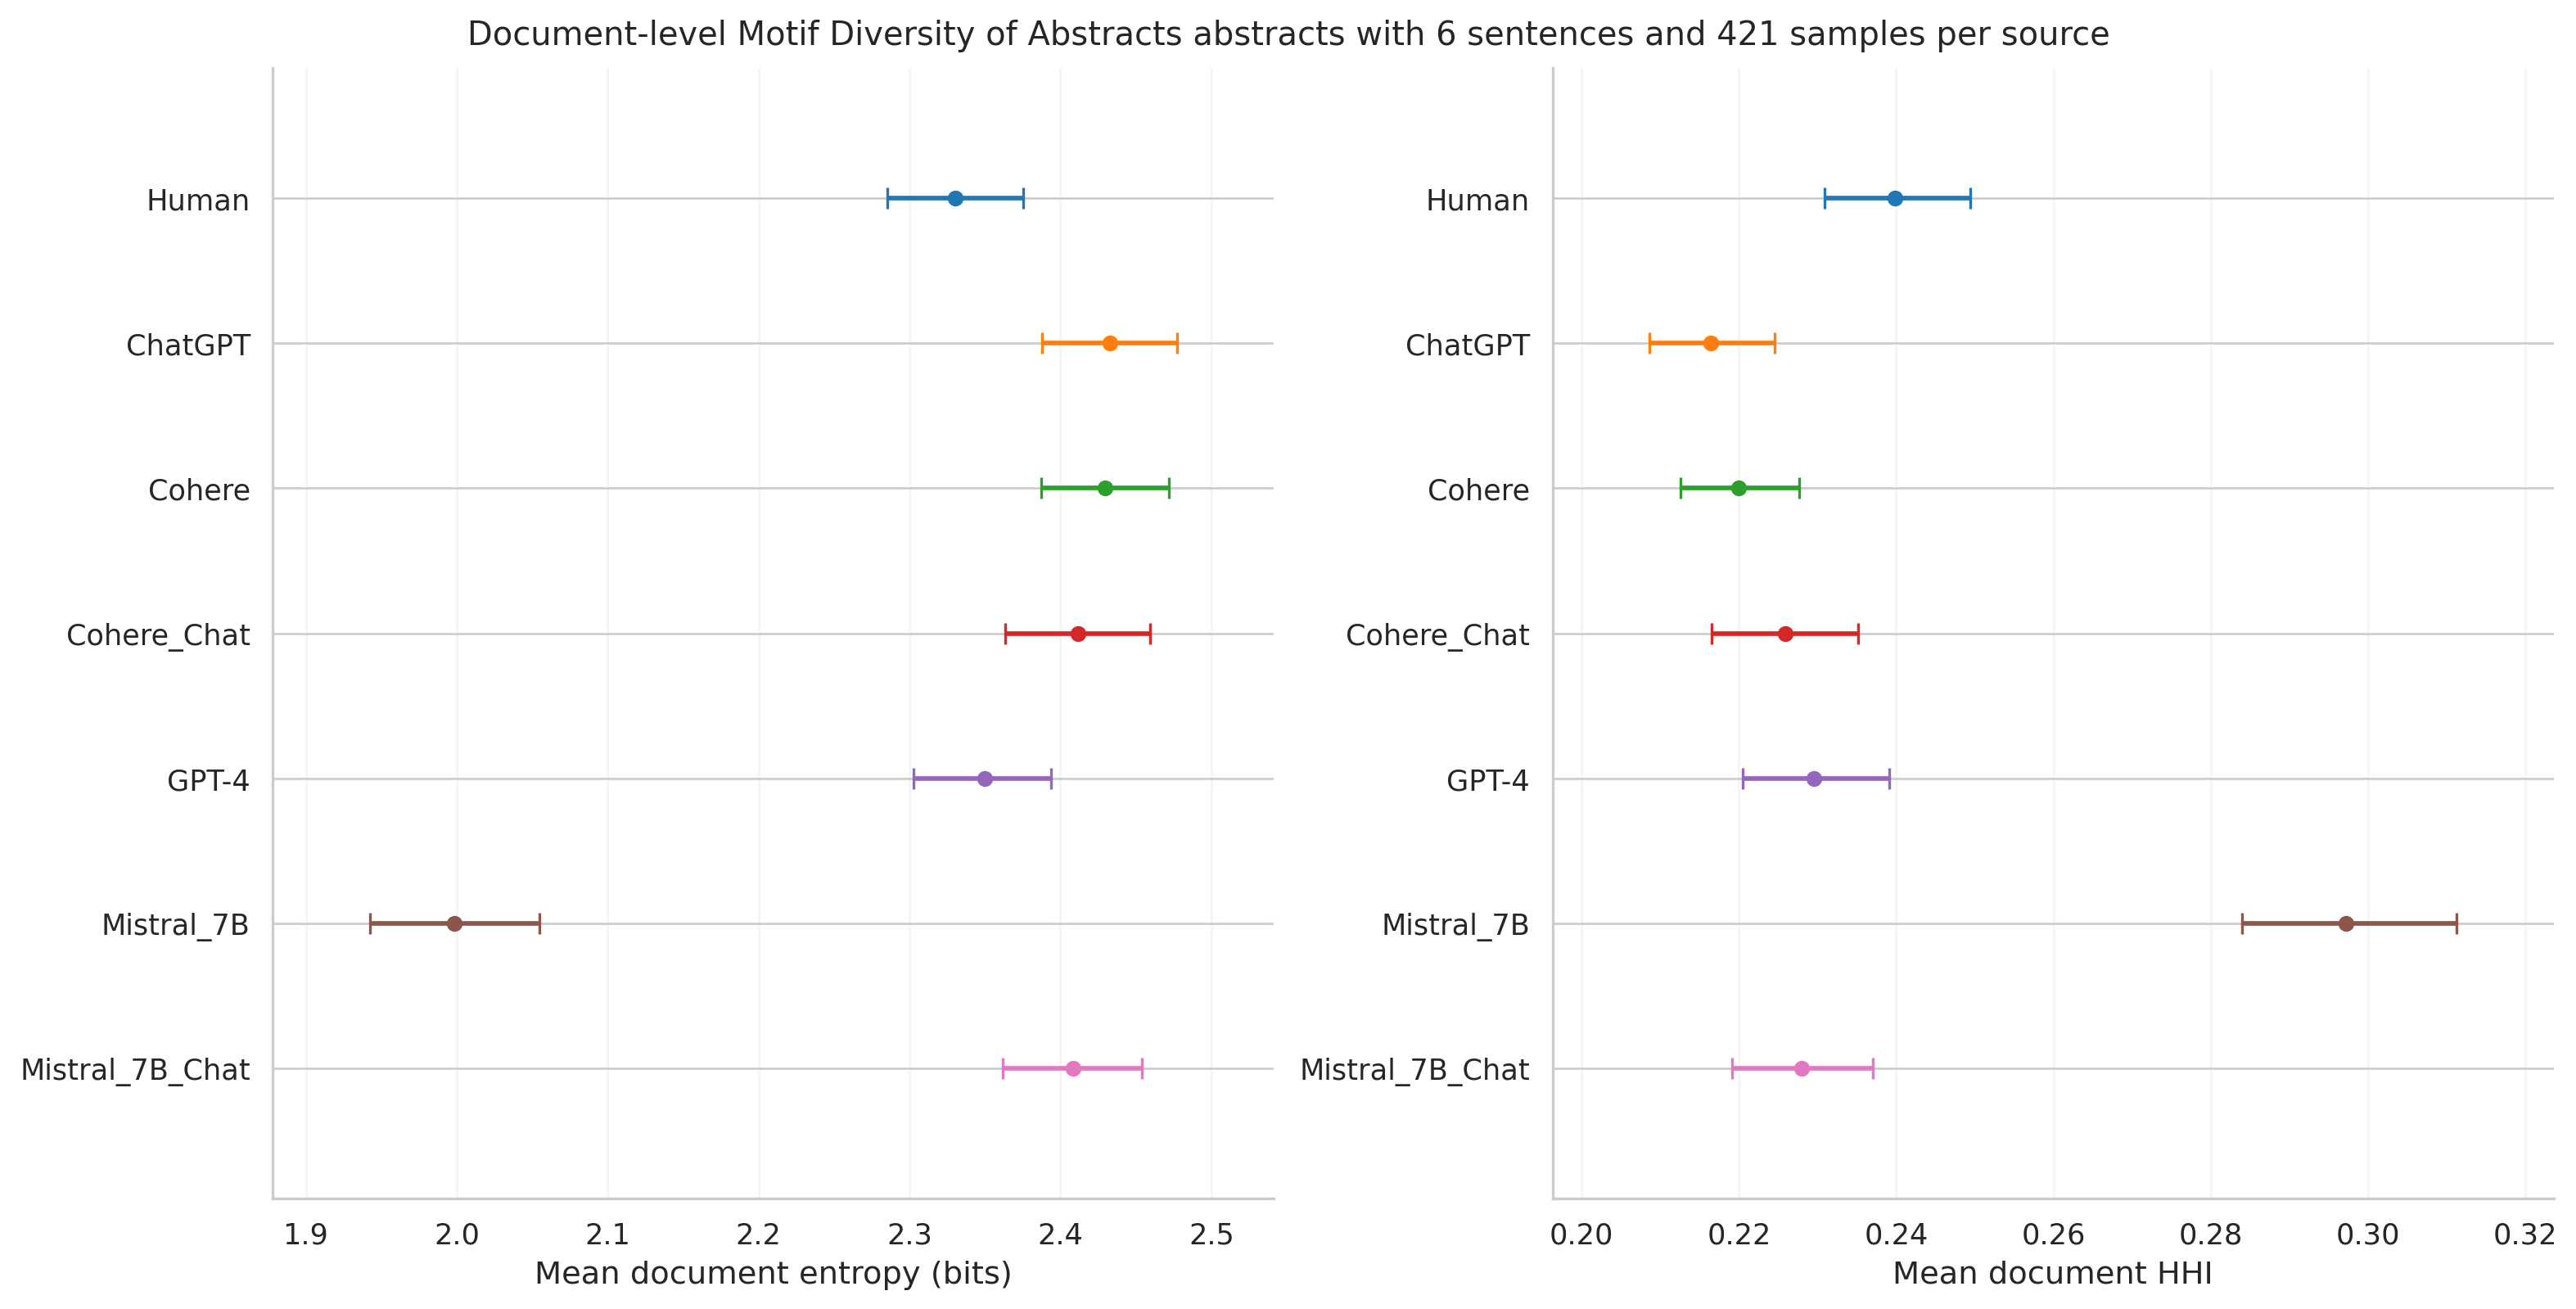 Document-level Motif Diversity of Abstracts abstracts with 6 sentences and 421 samples per source
Human
ChatGPT
Cohere
Cohere_Chat
GPT-4
Mistral_7B
Mistral_7B_Chat
1.9 2.0 2.1 2.2 2.3 2.4 2.5
Mean document entropy (bits)
Human
ChatGPT
Cohere
Cohere_Chat
GPT-4
Mistral_7B
Mistral_7B_Chat
0.20 0.22 0.24 0.26 0.28 0.30 0.32
Mean document HHI